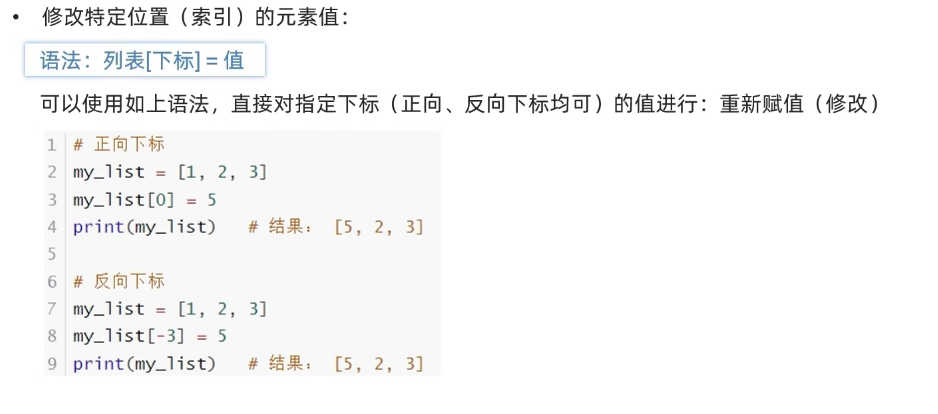 • 修改特定位置（索引）的元素值：
语法：列表[下标] = 值
可以使用如上语法，直接对指定下标（正向、反向下标均可）的值进行：重新赋值（修改）
1 # 正向下标
2 my_list = [1, 2, 3]
3 my_list[0] = 5
4 print(my_list)   # 结果： [5, 2, 3]
5
6 # 反向下标
7 my_list = [1, 2, 3]
8 my_list[-3] = 5
9 print(my_list)   # 结果： [5, 2, 3]